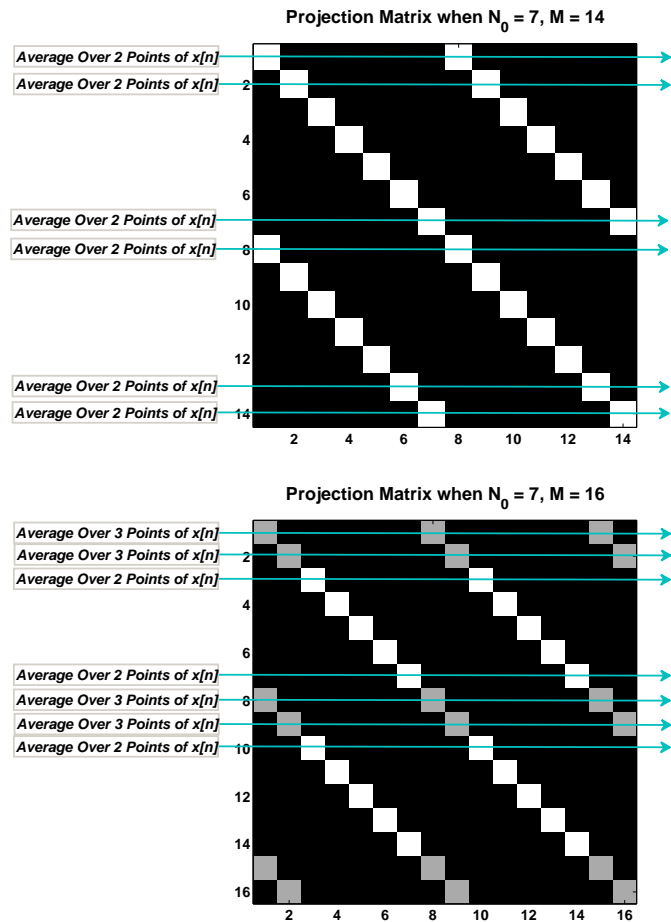 Projection Matrix when N_0 = 7, M = 14
Average Over 2 Points of x[n]
Average Over 2 Points of x[n]
2
4
6
Average Over 2 Points of x[n]
Average Over 2 Points of x[n]
8
10
12
Average Over 2 Points of x[n]
Average Over 2 Points of x[n]
14
2 4 6 8 10 12 14
Projection Matrix when N_0 = 7, M = 16
Average Over 3 Points of x[n]
Average Over 3 Points of x[n]
2
Average Over 2 Points of x[n]
4
6
Average Over 2 Points of x[n]
Average Over 3 Points of x[n]
8
Average Over 3 Points of x[n]
Average Over 2 Points of x[n]
10
12
14
16
2 4 6 8 10 12 14 16